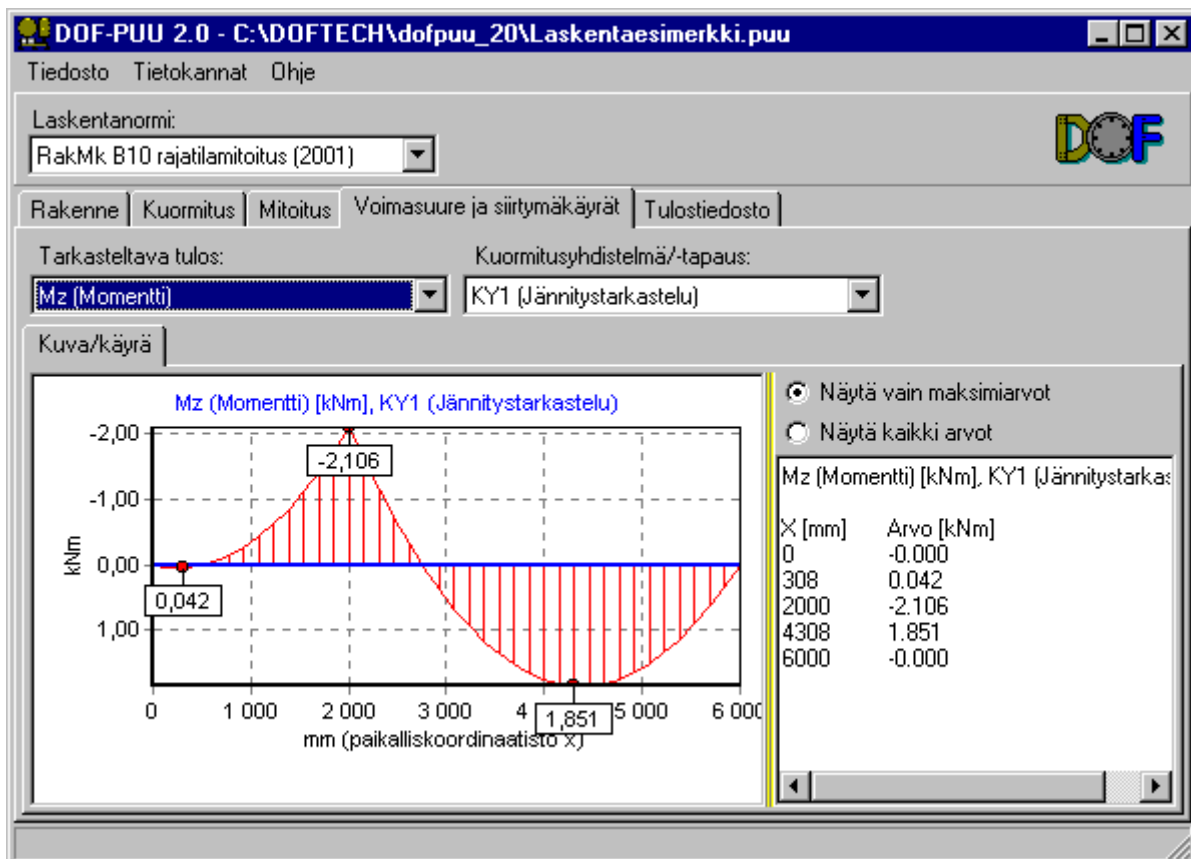 DOF-PUU 2.0 - C:\DOFTECH\dofpuu_20\Laskentaesimerkki.puu
Tiedosto Tietokannat Ohje
Laskentanormi:
RakMk B10 rajatilamitoitus (2001)
DOF
Rakenne Kuormitus Mitoitus Voimasuure ja siirtymäkäyrät Tulostiedosto
Tarkasteltava tulos: Kuormitusyhdistelmä/-tapaus:
Mz (Momentti) KY1 (Jännitystarkastelu)
Kuva/käyrä
Mz (Momentti) [kNm], KY1 (Jännitystarkastelu)
-2,00
-2,106
-1,00
kNm
0,00
0,042
1,00
1,851
0 1 000 2 000 3 000 4 5 000 6 000
mm (paikalliskoordinaatisto x)
Näytä vain maksimiarvot
Näytä kaikki arvot
Mz (Momentti) [kNm], KY1 (Jännitystarkas
X [mm] Arvo [kNm]
0 -0.000
308 0.042
2000 -2.106
4308 1.851
6000 -0.000